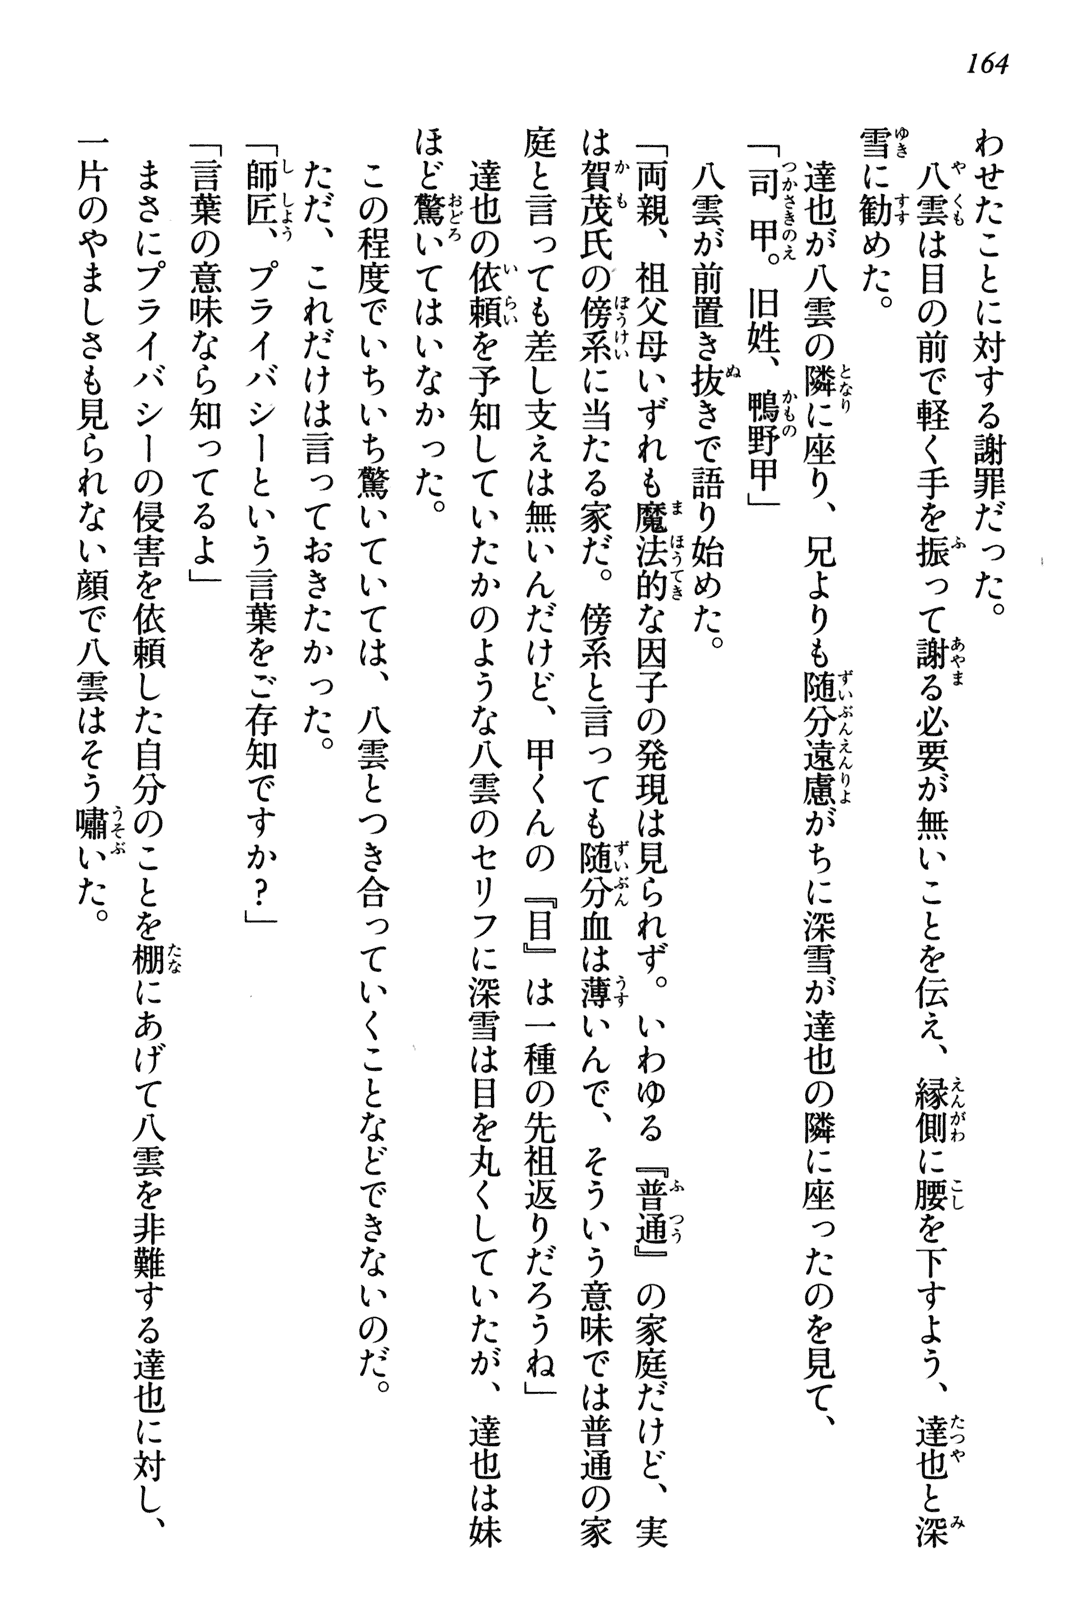 164
わせたことに対する謝罪だった。
　八雲は目の前で軽く手を振って謝る必要が無いことを伝え、縁側に腰を下すよう、達也と深
雪に勧めた。
　達也が八雲の隣に座り、兄よりも随分遠慮がちに深雪が達也の隣に座ったのを見て、
「司　甲。旧姓、鴨野甲」
　八雲が前置き抜きで語り始めた。
「両親、祖父母いずれも魔法的な因子の発現は見られず。いわゆる『普通』の家庭だけど、実
は賀茂氏の傍系に当たる家だ。傍系と言っても随分血は薄いんで、そういう意味では普通の家
庭と言っても差し支えは無いんだけど、甲くんの『目』は一種の先祖返りだろうね」
　達也の依頼を予知していたかのような八雲のセリフに深雪は目を丸くしていたが、達也は妹
ほど驚いてはいなかった。
　この程度でいちいち驚いていては、八雲とつき合っていくことなどできないのだ。
　ただ、これだけは言っておきたかった。
「師匠、プライバシーという言葉をご存知ですか？」
「言葉の意味なら知ってるよ」
　まさにプライバシーの侵害を依頼した自分のことを棚にあげて八雲を非難する達也に対し、
一片のやましさも見られない顔で八雲はそう嘯いた。